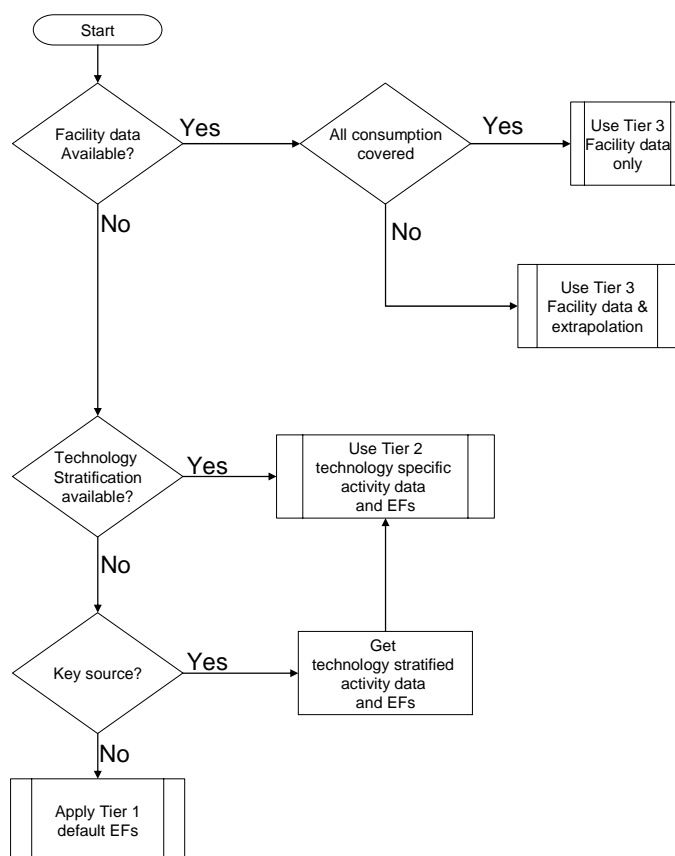 Start
Facility data
Available?
Yes
All consumption
covered
Yes
Use Tier 3
Facility data
only
No
No
Use Tier 3
Facility data &
extrapolation
Technology
Stratification
available?
Yes
Use Tier 2
technology specific
activity data
and EFs
No
Key source?
Yes
Get
technology stratified
activity data
and EFs
No
Apply Tier 1
default EFs